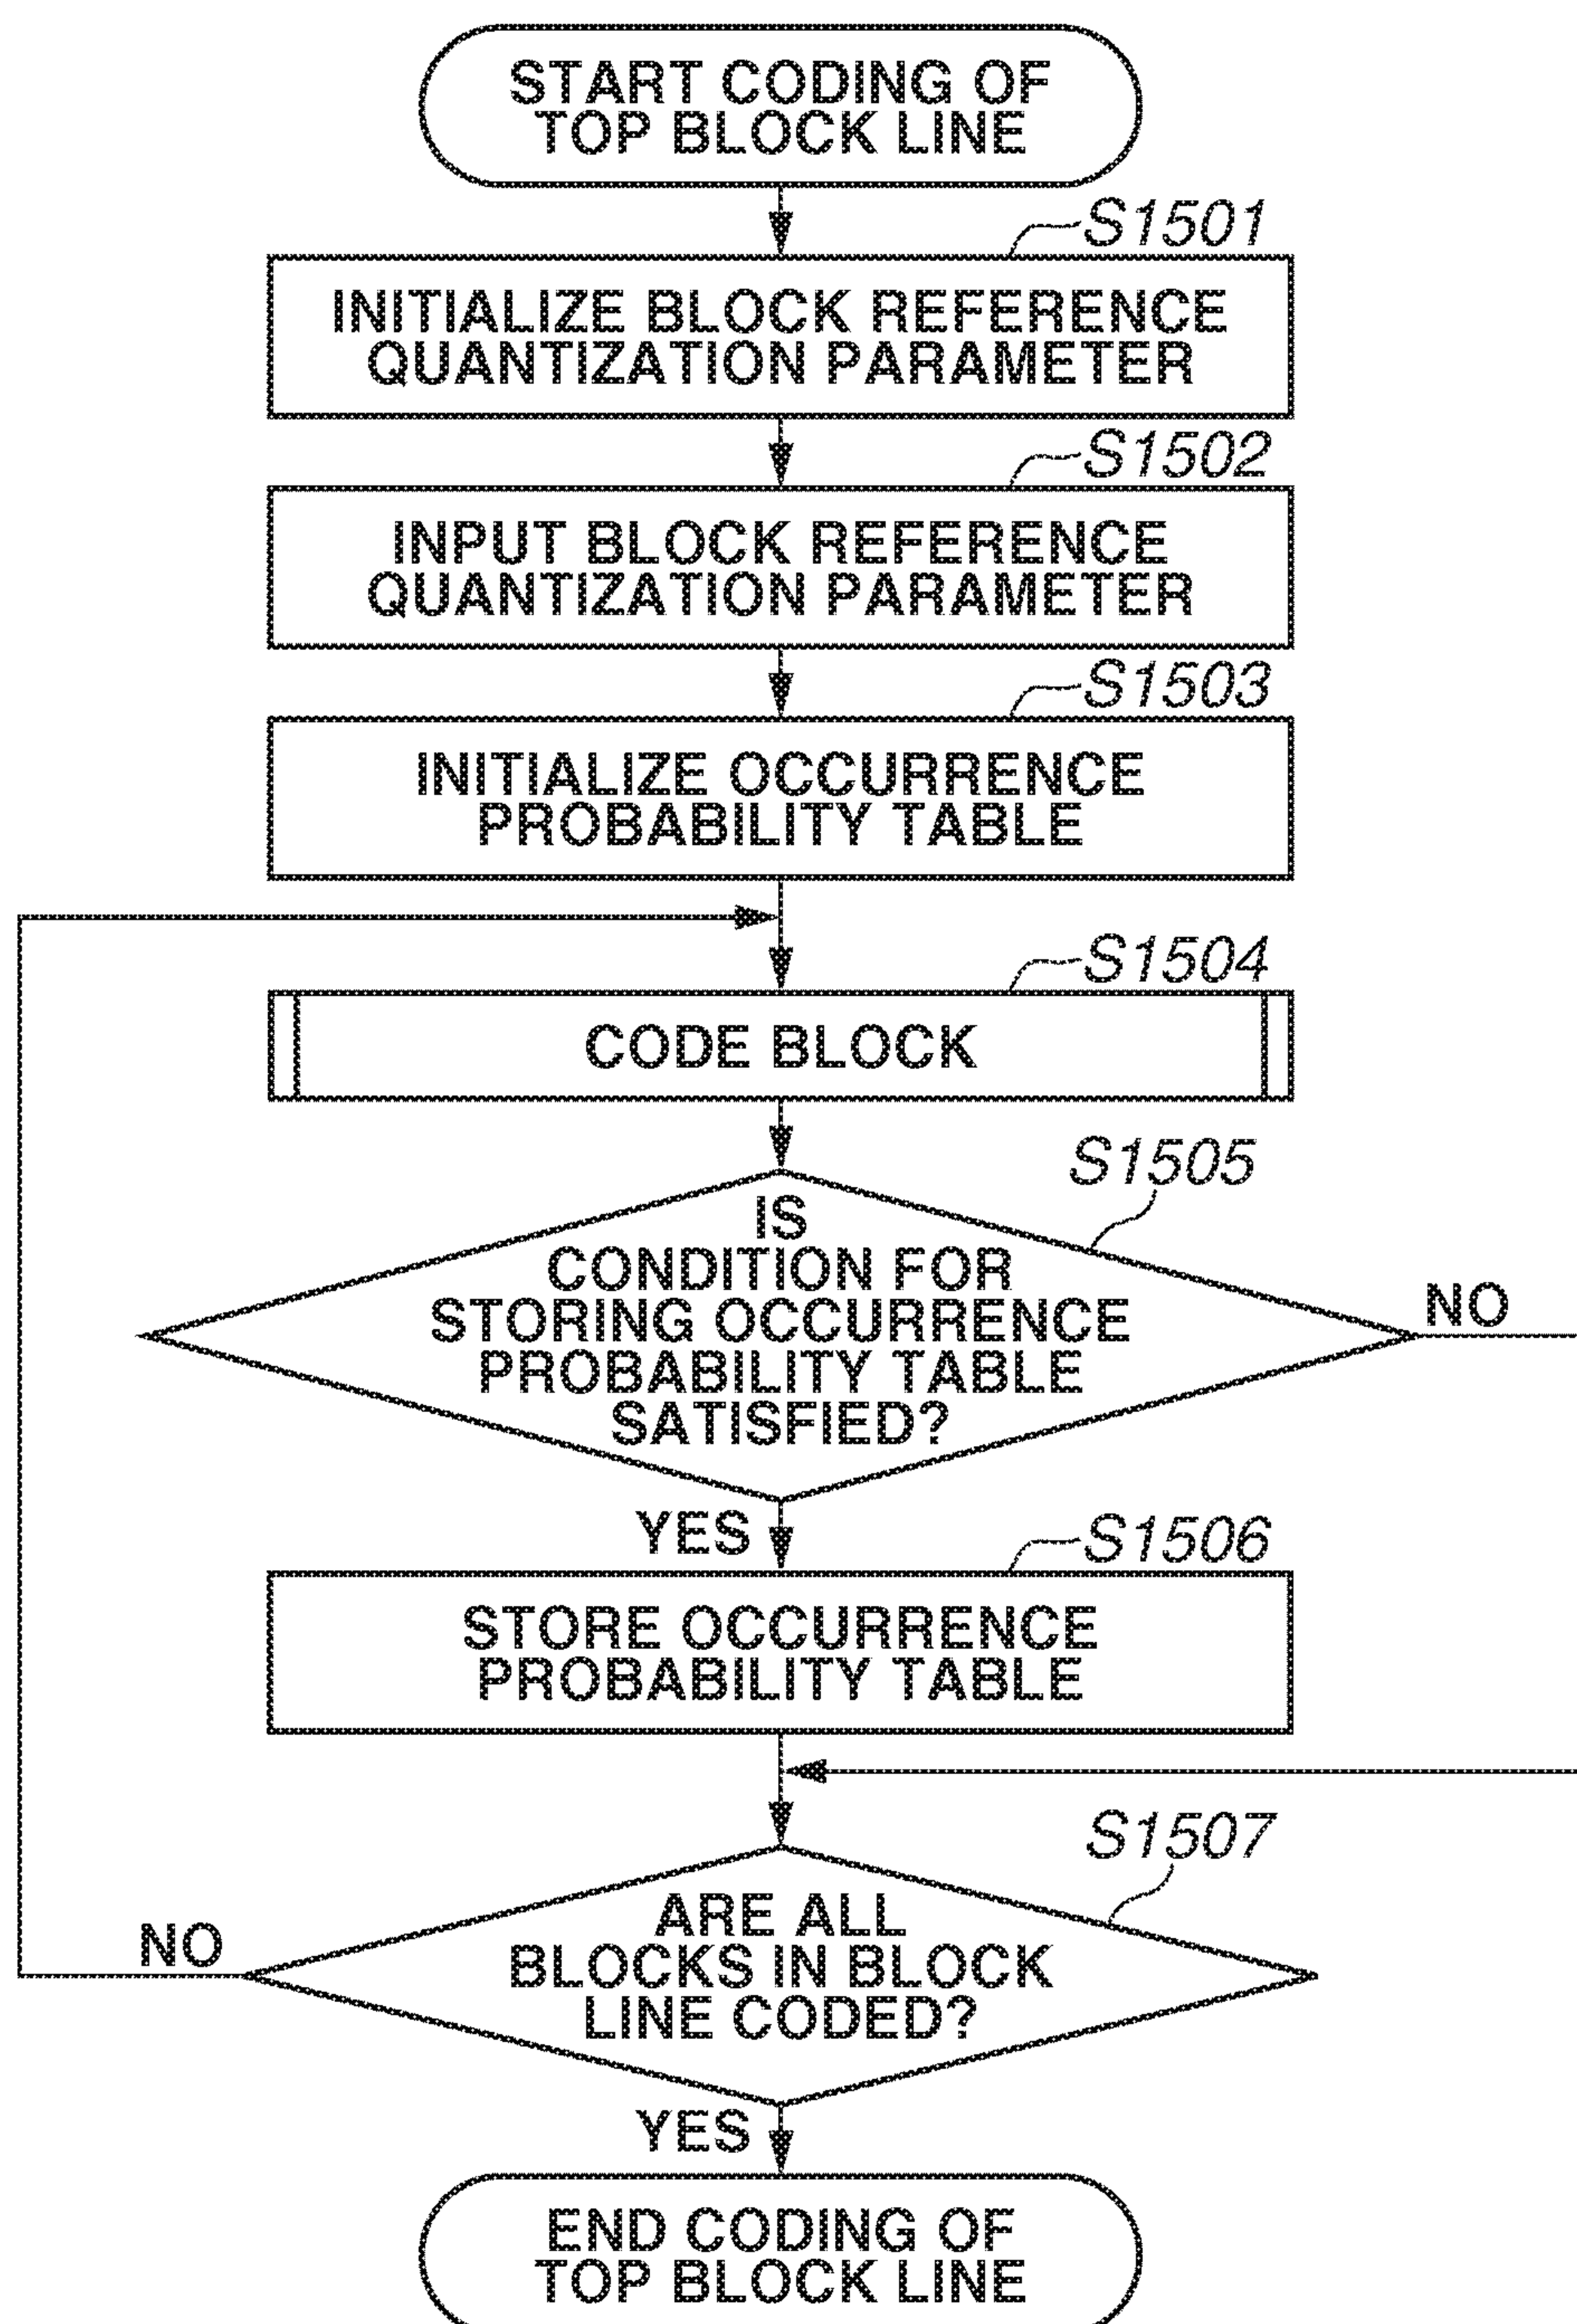 START CODING OF
TOP BLOCK LINE
S1501
INITIALIZE BLOCK REFERENCE
QUANTIZATION PARAMETER
S1502
INPUT BLOCK REFERENCE
QUANTIZATION PARAMETER
S1503
INITIALIZE OCCURRENCE
PROBABILITY TABLE
S1504
CODE BLOCK
S1505
IS
CONDITION FOR
STORING OCCURRENCE
PROBABILITY TABLE
SATISFIED?
NO
YES
S1506
STORE OCCURRENCE
PROBABILITY TABLE
S1507
ARE ALL
BLOCKS IN BLOCK
LINE CODED?
NO
YES
END CODING OF
TOP BLOCK LINE